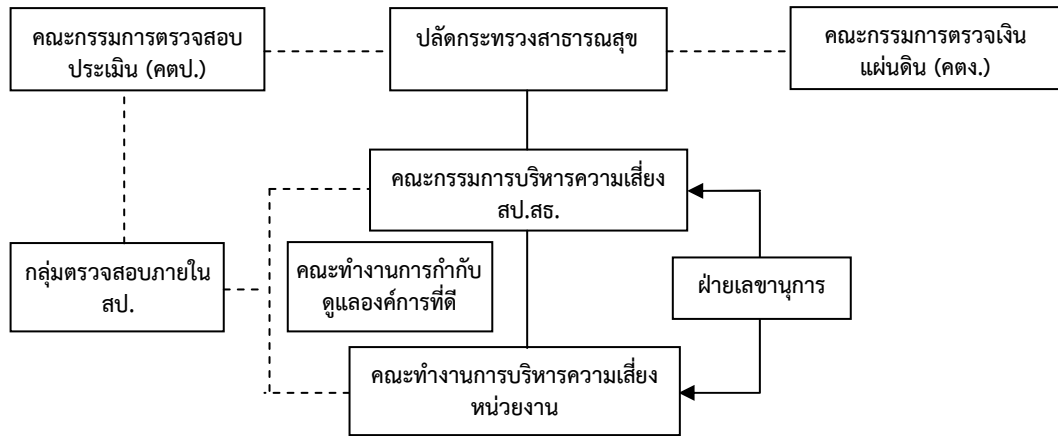 คณะกรรมการตรวจสอบ
ประเมิน (คตป.)
ปลัดกระทรวงสาธารณสุข
คณะกรรมการตรวจเงิน
แผ่นดิน (คตง.)
คณะกรรมการบริหารความเสี่ยง
สป.สธ.
กลุ่มตรวจสอบภายใน
สป.
คณะทำงานการกำกับ
ดูแลองค์การที่ดี
ฝ่ายเลขานุการ
คณะทำงานการบริหารความเสี่ยง
หน่วยงาน